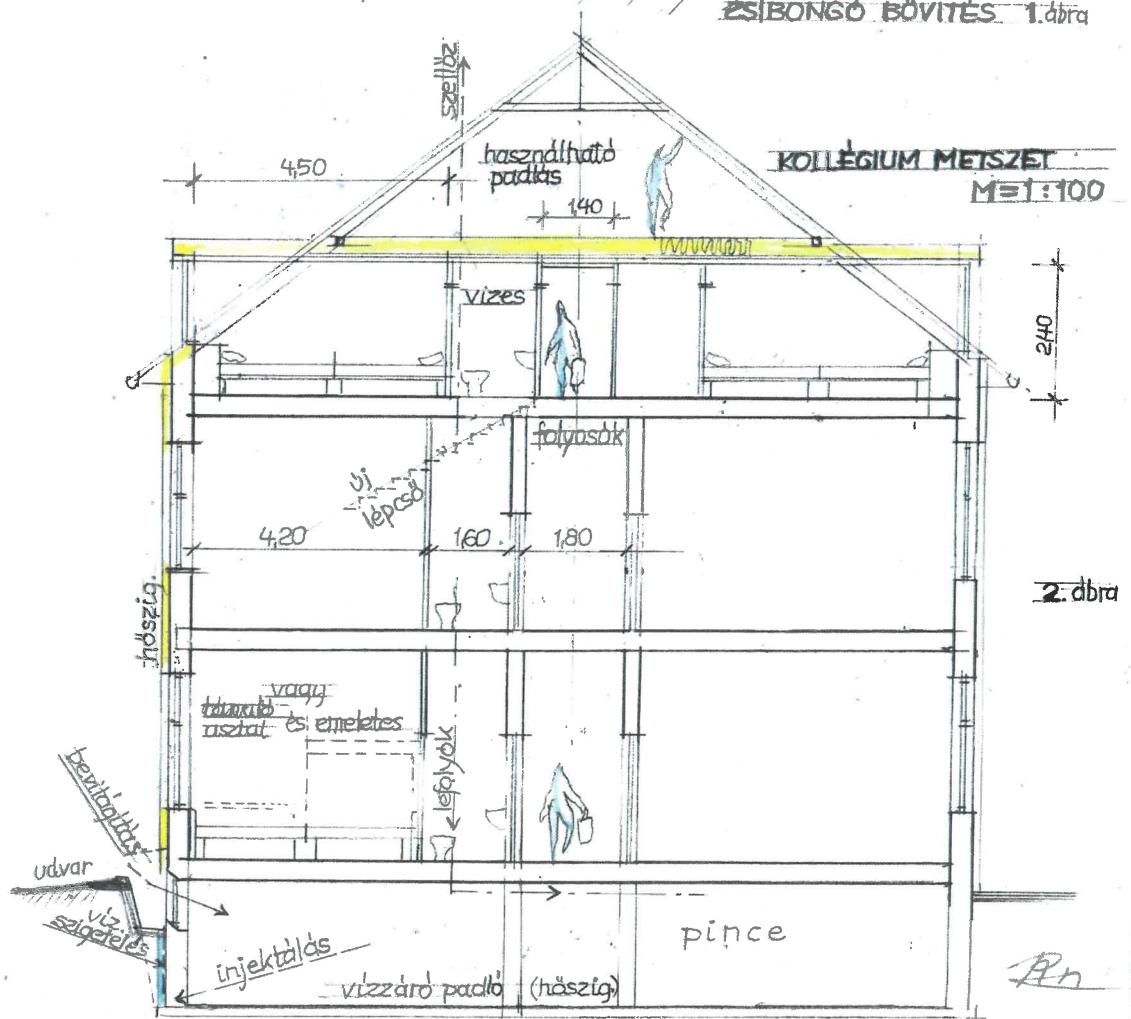 ÉS BONGÓ BŐVITÉS 1. ábra
szellőz
KOLLÉGIUM METSZET
M=1:100
4,50
használható
padlás
1,40
vizes
2,40
folyosók
új
lépcső
4,20
1,60
1,80
2. ábra
hőszig.
vagy
asztal és emeletes
lefolyók
bevilágítás
udvar
víz.
szigetelés
injektálás
pince
vízzáró padló (hőszig)